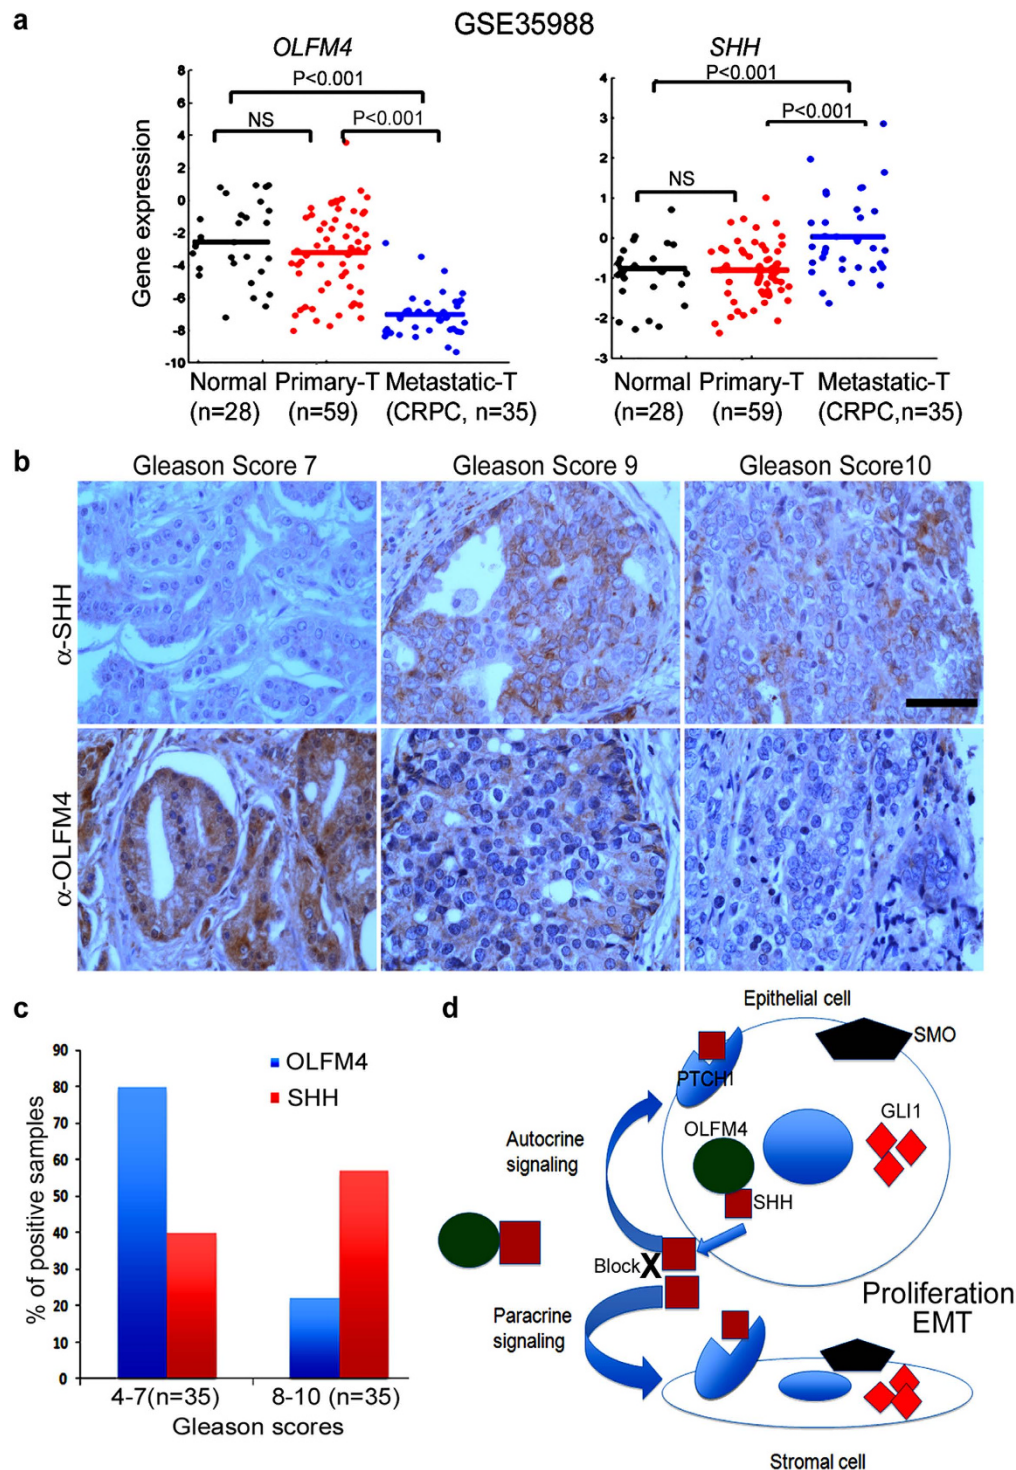 a
GSE35988
OLFM4
SHH
P<0.001
NS
P<0.001
P<0.001
P<0.001
NS
Gene expression
8
6
4
2
0
-2
-4
-6
-8
-10
4
3
2
1
0
-1
-2
-3
Normal Primary-T Metastatic-T
(n=28) (n=59) (CRPC, n=35)
Normal Primary-T Metastatic-T
(n=28) (n=59) (CRPC,n=35)
b
Gleason Score 7
Gleason Score 9
Gleason Score10
α-SHH
α-OLFM4
c
% of positive samples
90
80
70
60
50
40
30
20
10
0
OLFM4
SHH
4-7(n=35) 8-10 (n=35)
Gleason scores
d
Epithelial cell
SMO
PTCH1
GLI1
OLFM4
Autocrine
signaling
SHH
Block X
Proliferation
EMT
Paracrine
signaling
Stromal cell